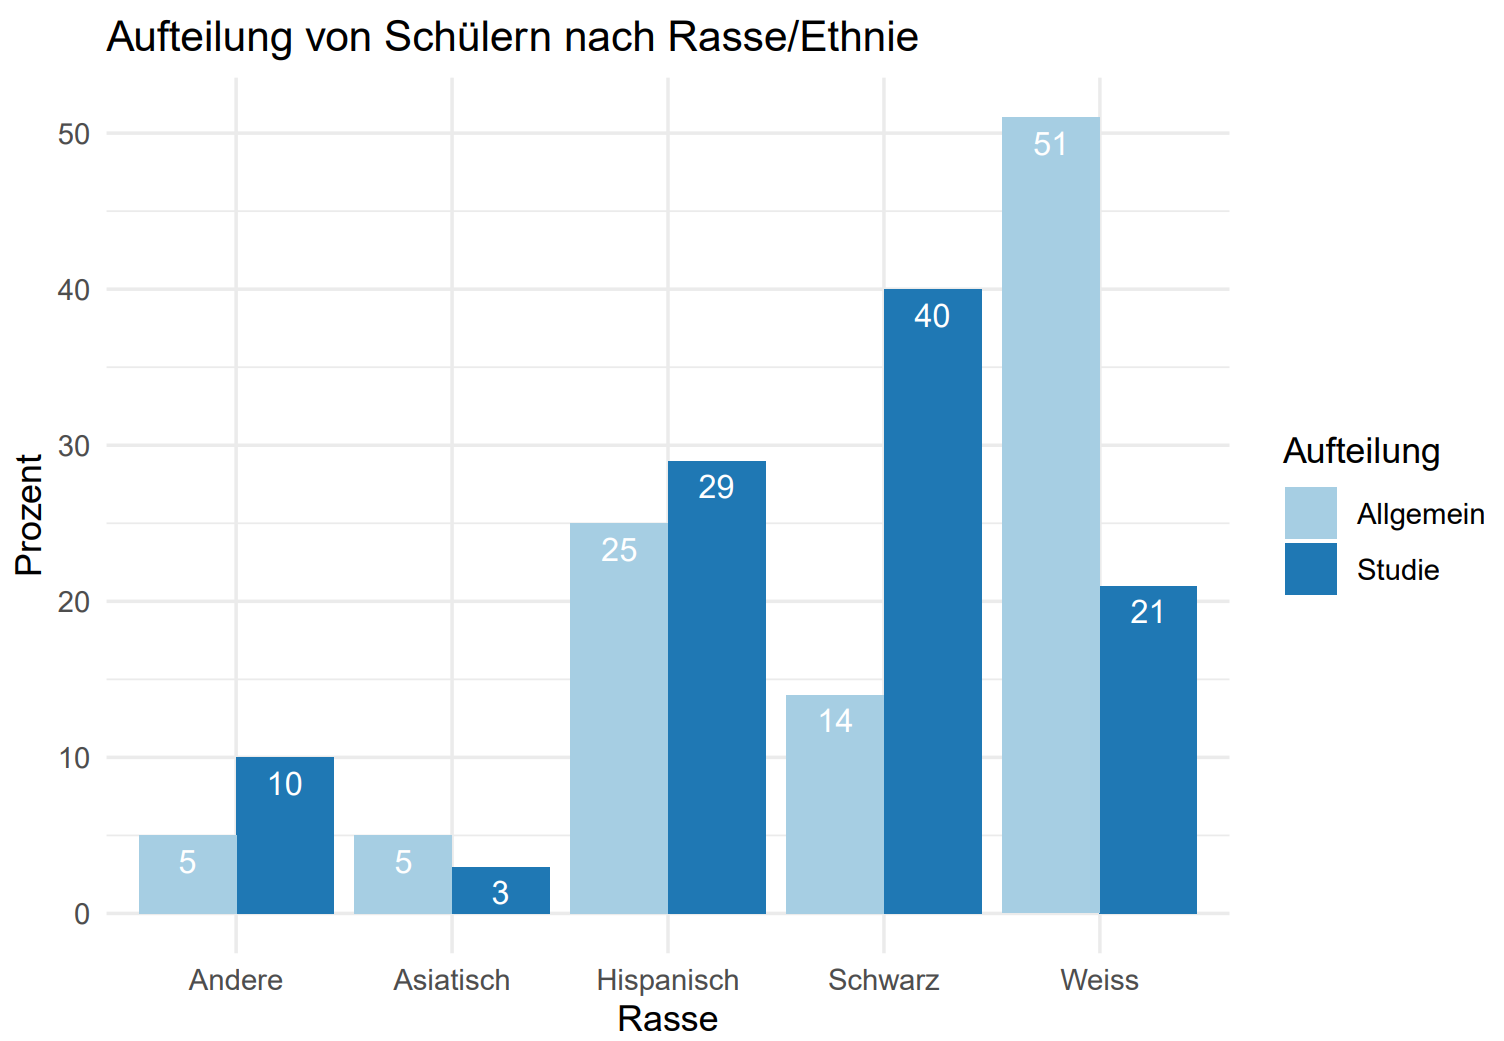 Aufteilung von Schülern nach Rasse/Ethnie
50
40
30
20
10
0
Prozent
5
10
5
3
25
29
14
40
51
21
Andere
Asiatisch
Hispanisch
Schwarz
Weiss
Rasse
Aufteilung
Allgemein
Studie